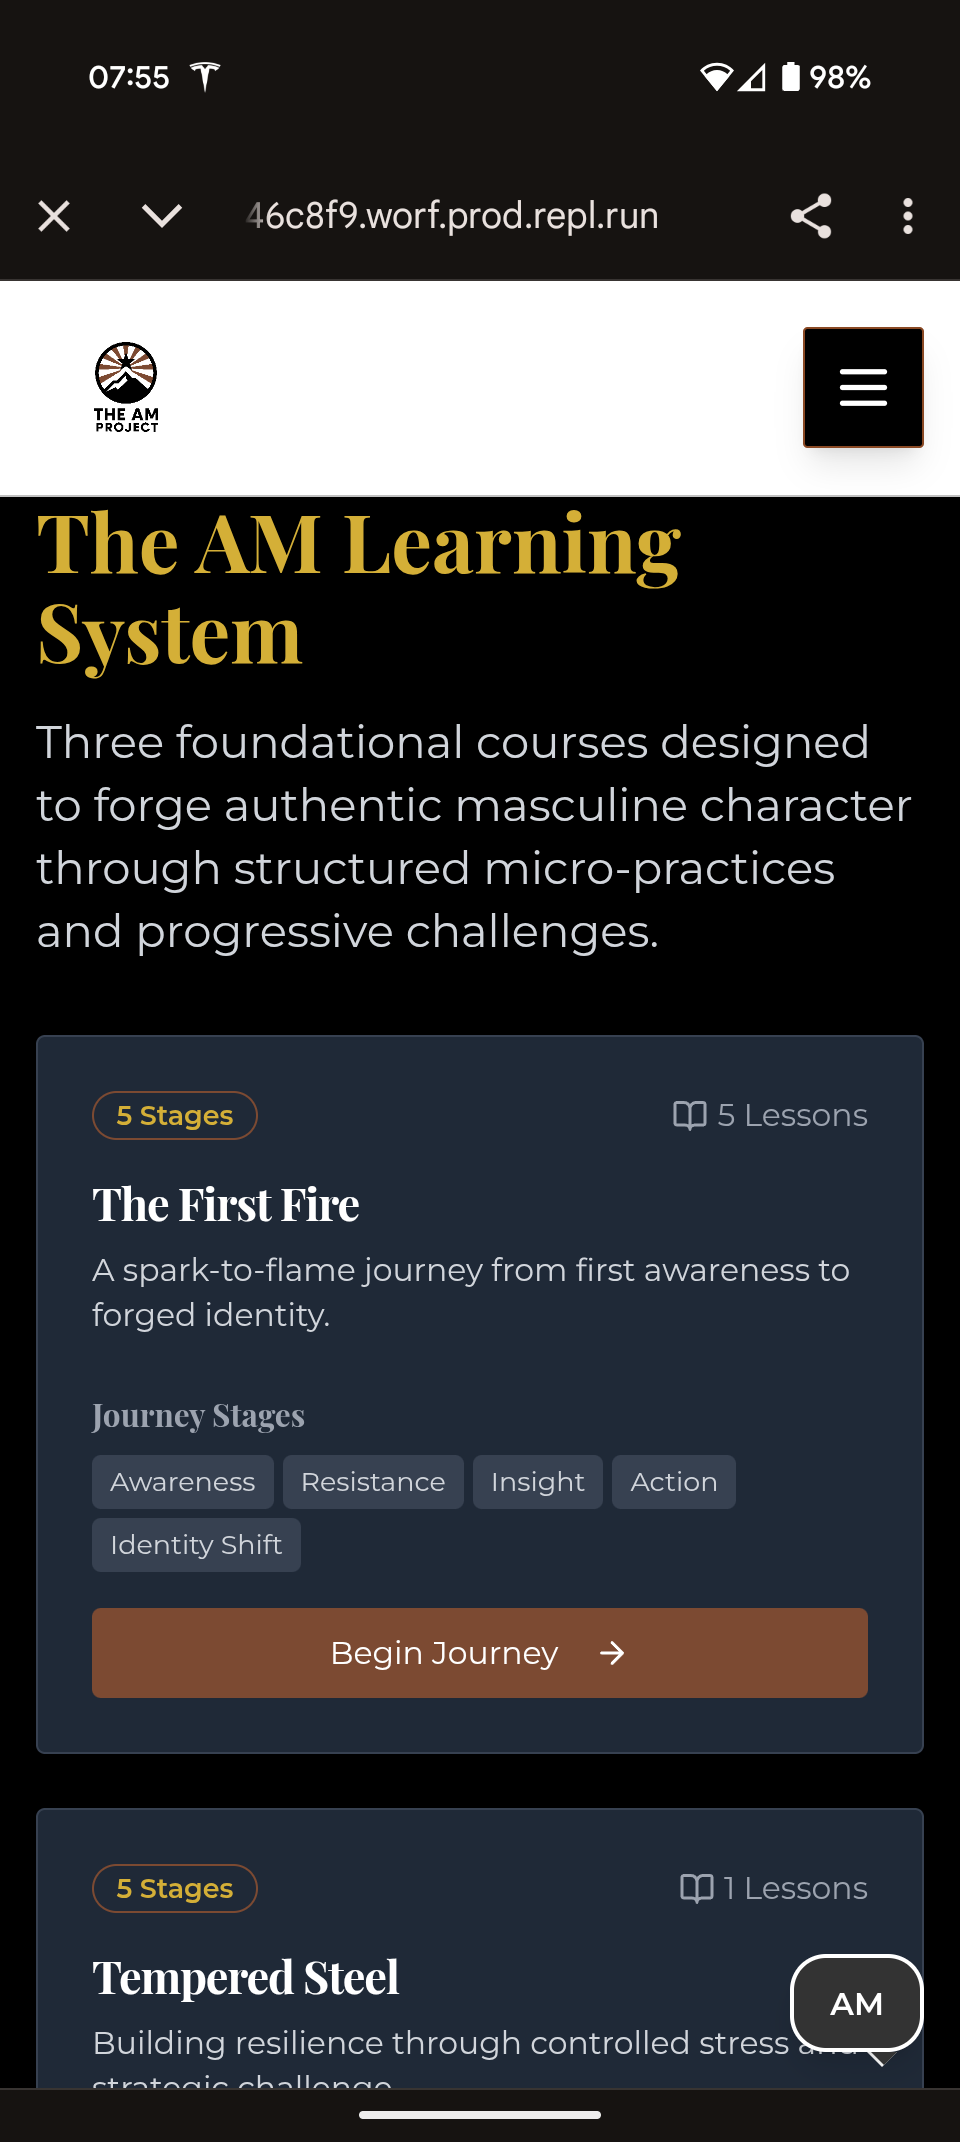 07:55
98%
46c8f9.worf.prod.repl.run
THE AM
PROJECT
The AM Learning
System
Three foundational courses designed
to forge authentic masculine character
through structured micro-practices
and progressive challenges.
5 Stages
5 Lessons
The First Fire
A spark-to-flame journey from first awareness to
forged identity.
Journey Stages
Awareness Resistance Insight Action
Identity Shift
Begin Journey
5 Stages
1 Lessons
Tempered Steel
AM
Building resilience through controlled stress and
strategic challenge